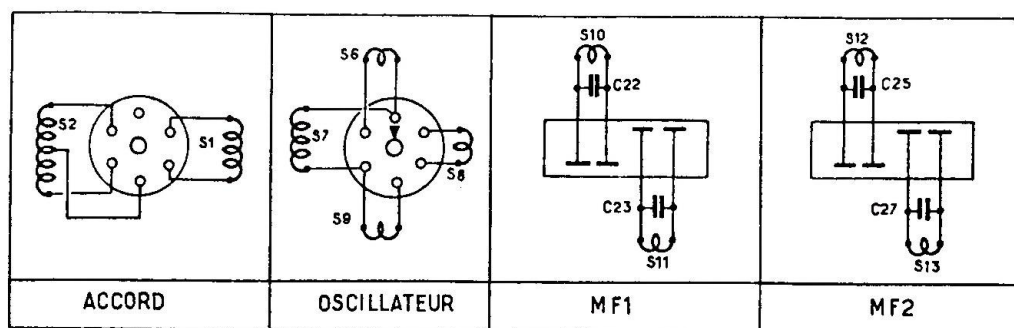 S2
S1
ACCORD
S6
S7
S8
S9
OSCILLATEUR
S10
C22
C23
S11
MF1
S12
C25
C27
S13
MF2